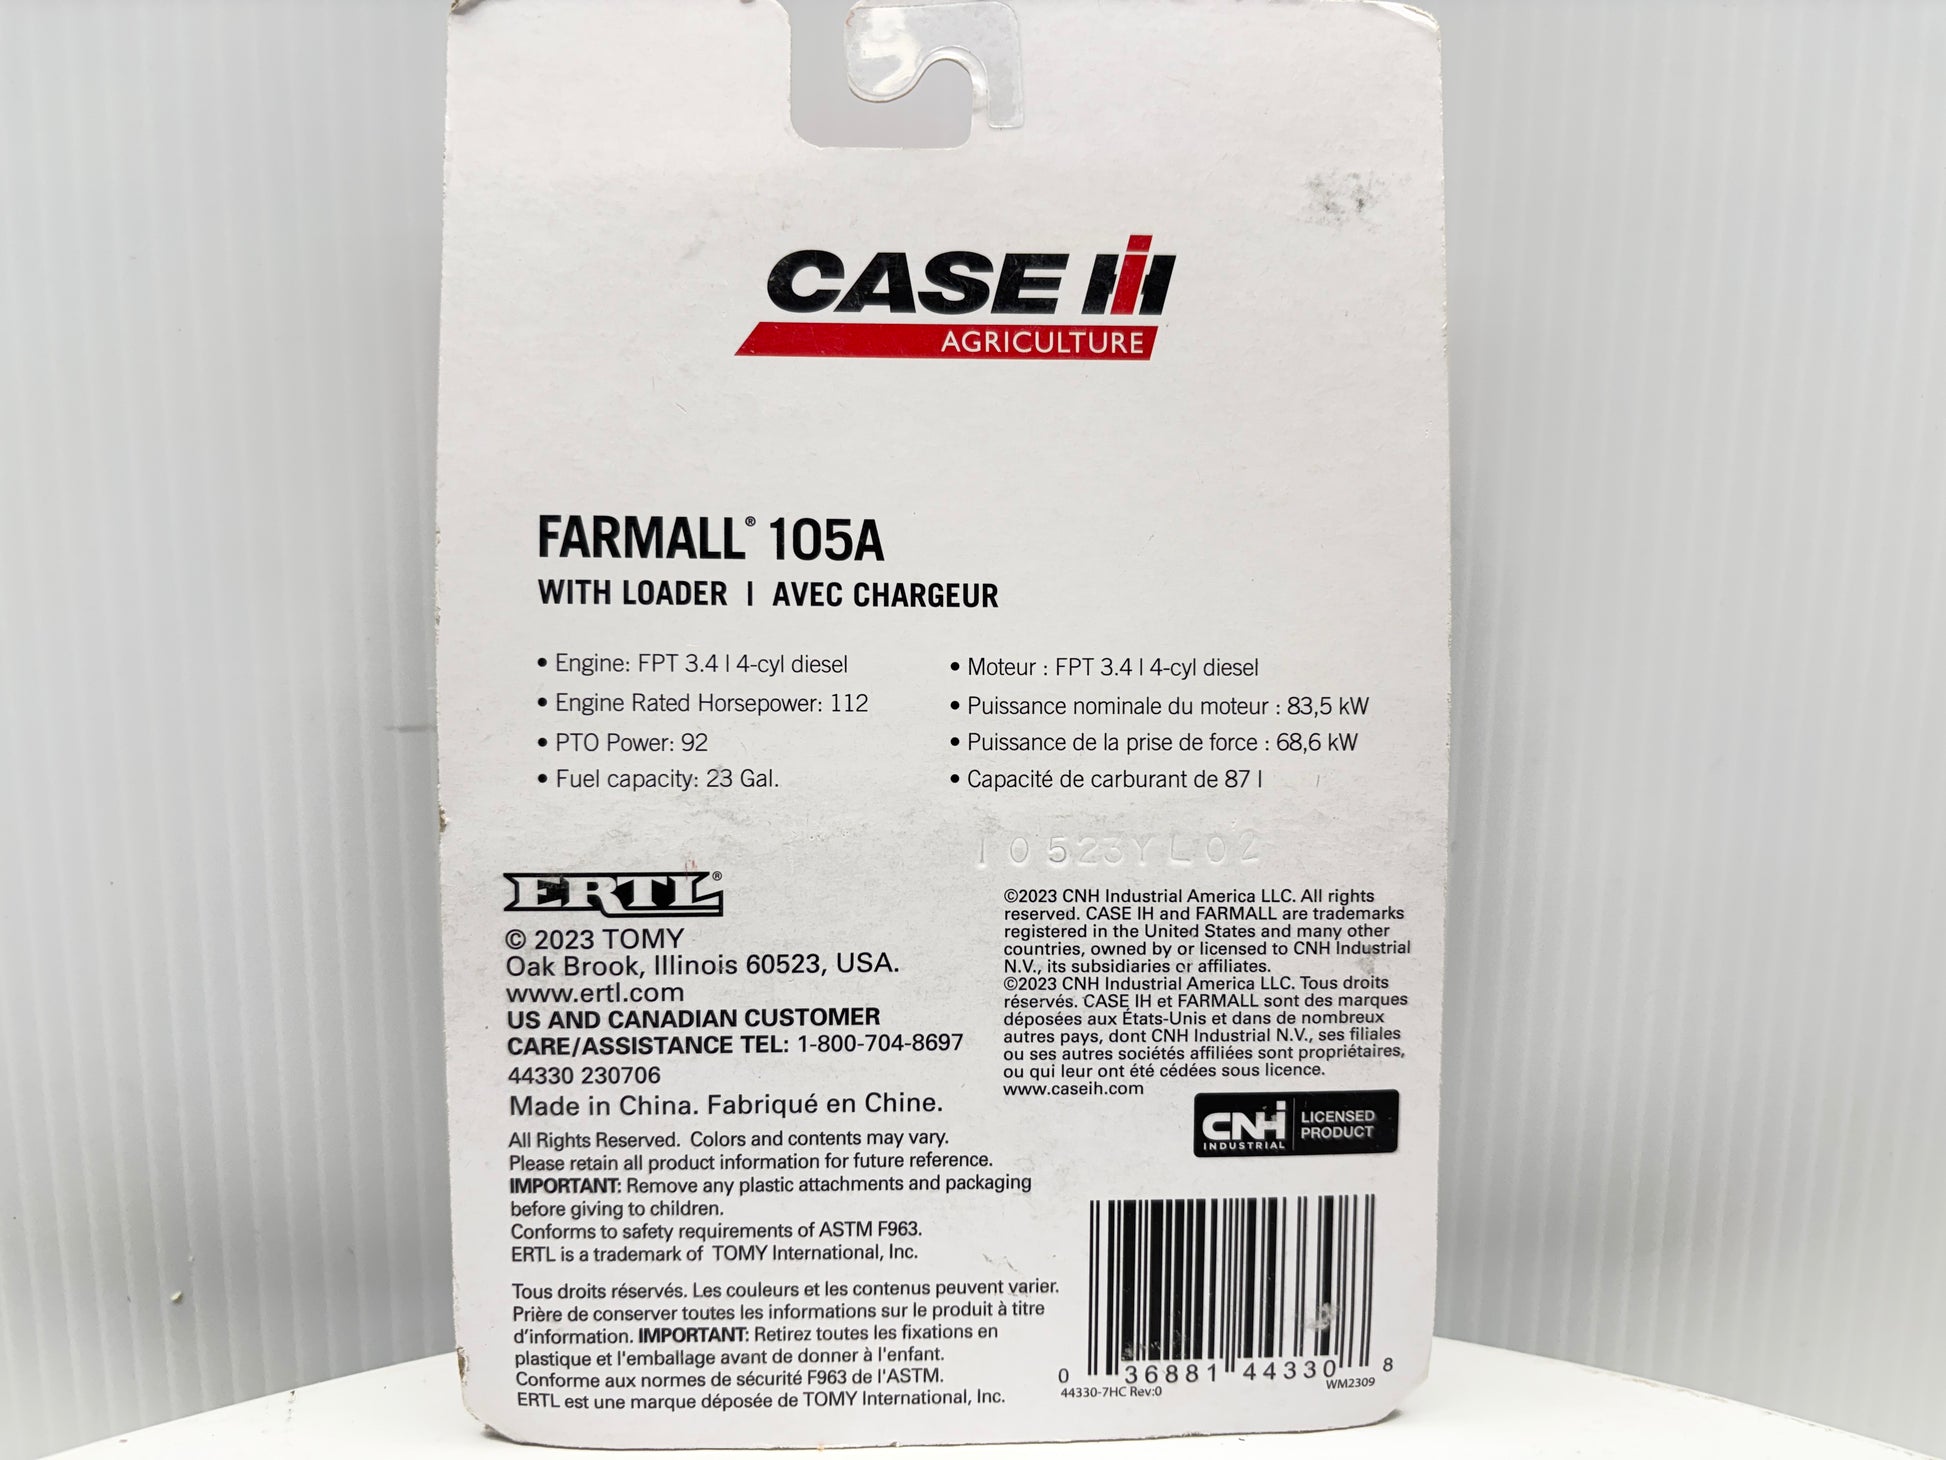 CASE IH
AGRICULTURE
FARMALL® 105A
WITH LOADER | AVEC CHARGEUR
• Engine: FPT 3.4 l 4-cyl diesel
• Engine Rated Horsepower: 112
• PTO Power: 92
• Fuel capacity: 23 Gal.
• Moteur : FPT 3.4 l 4-cyl diesel
• Puissance nominale du moteur : 83,5 kW
• Puissance de la prise de force : 68,6 kW
• Capacité de carburant de 87 l
10523YL02
ERTL®
© 2023 TOMY
Oak Brook, Illinois 60523, USA.
www.ertl.com
US AND CANADIAN CUSTOMER
CARE/ASSISTANCE TEL: 1-800-704-8697
44330 230706
Made in China. Fabriqué en Chine.
All Rights Reserved. Colors and contents may vary.
Please retain all product information for future reference.
IMPORTANT: Remove any plastic attachments and packaging
before giving to children.
Conforms to safety requirements of ASTM F963.
ERTL is a trademark of TOMY International, Inc.
Tous droits réservés. Les couleurs et les contenus peuvent varier.
Prière de conserver toutes les informations sur le produit à titre
d'information. IMPORTANT: Retirez toutes les fixations en
plastique et l'emballage avant de donner à l'enfant.
Conforme aux normes de sécurité F963 de l'ASTM.
ERTL est une marque déposée de TOMY International, Inc.
©2023 CNH Industrial America LLC. All rights
reserved. CASE IH and FARMALL are trademarks
registered in the United States and many other
countries, owned by or licensed to CNH Industrial
N.V., its subsidiaries or affiliates.
©2023 CNH Industrial America LLC. Tous droits
réservés. CASE IH et FARMALL sont des marques
déposées aux États-Unis et dans de nombreux
autres pays, dont CNH Industrial N.V., ses filiales
ou ses autres sociétés affiliées sont propriétaires,
ou qui leur ont été cédées sous licence.
www.caseih.com
CNH INDUSTRIAL
LICENSED
PRODUCT
0 36881 44330 8
44330-7HC Rev:0
WM2309